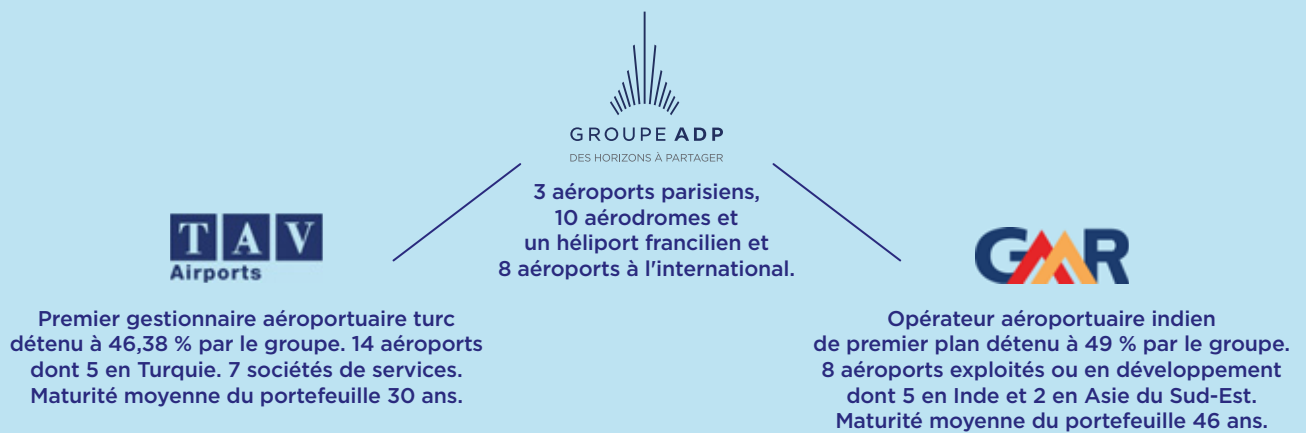 GROUPE ADP
DES HORIZONS À PARTAGER
3 aéroports parisiens,
10 aérodromes et
un héliport francilien et
8 aéroports à l'international.
TAV
Airports
Premier gestionnaire aéroportuaire turc
détenu à 46,38 % par le groupe. 14 aéroports
dont 5 en Turquie. 7 sociétés de services.
Maturité moyenne du portefeuille 30 ans.
GMR
Opérateur aéroportuaire indien
de premier plan détenu à 49 % par le groupe.
8 aéroports exploités ou en développement
dont 5 en Inde et 2 en Asie du Sud-Est.
Maturité moyenne du portefeuille 46 ans.